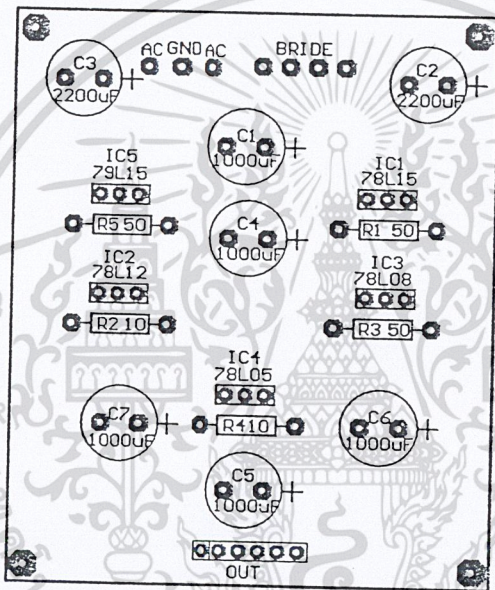 AC GND AC
BRIDE
C3
2200uF
C2
2200uF
C1
1000uF
IC5
79L15
IC1
78L15
R5 50
C4
1000uF
R1 50
IC2
78L12
IC3
78L08
R2 10
R3 50
IC4
78L05
C7
1000uF
R4 10
C6
1000uF
C5
1000uF
OUT